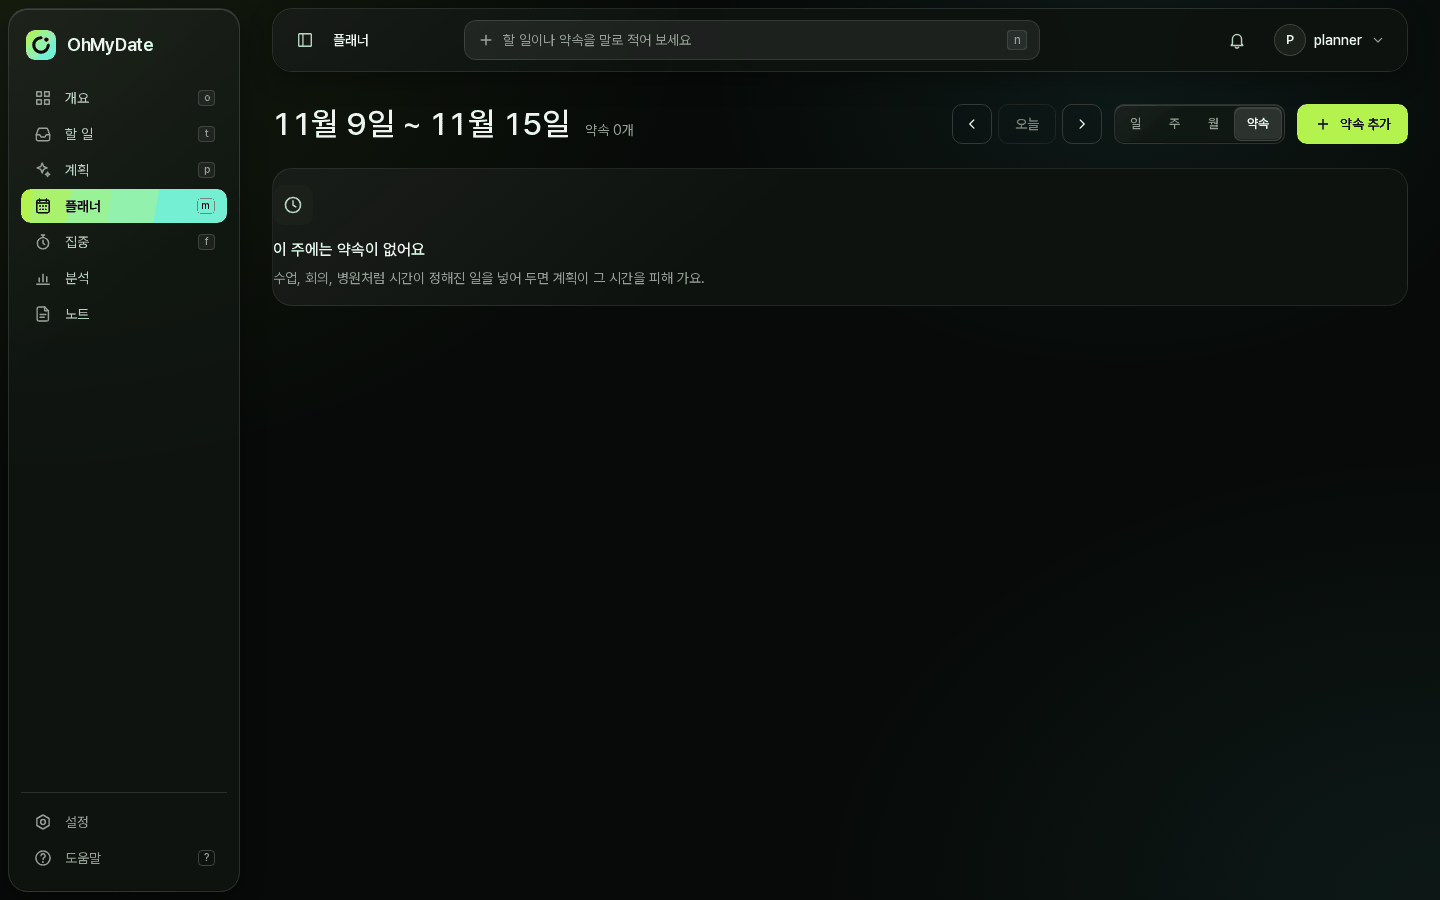 OhMyDate
개요 o
할 일 t
계획 p
플래너 m
집중 f
분석
노트
설정
도움말 ?
플래너
할 일이나 약속을 말로 적어 보세요 n
P planner
11월 9일 ~ 11월 15일 약속 0개
오늘
일 주 월 약속
약속 추가
이 주에는 약속이 없어요
수업, 회의, 병원처럼 시간이 정해진 일을 넣어 두면 계획이 그 시간을 피해 가요.